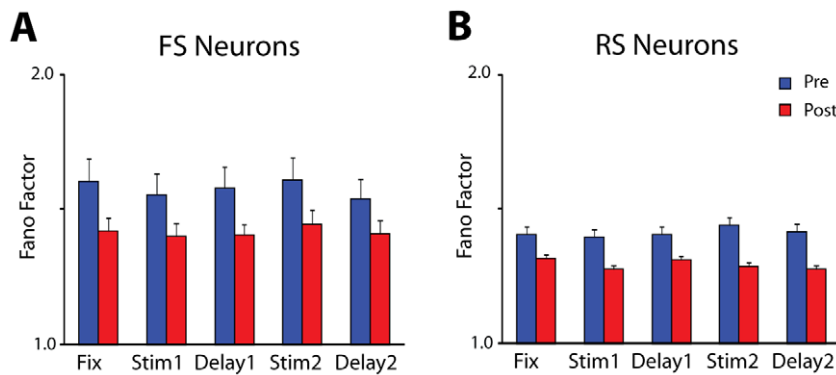 A
FS Neurons
2.0
Fano Factor
1.0
Fix Stim1 Delay1 Stim2 Delay2
B
RS Neurons
2.0
Pre
Post
Fano Factor
1.0
Fix Stim1 Delay1 Stim2 Delay2